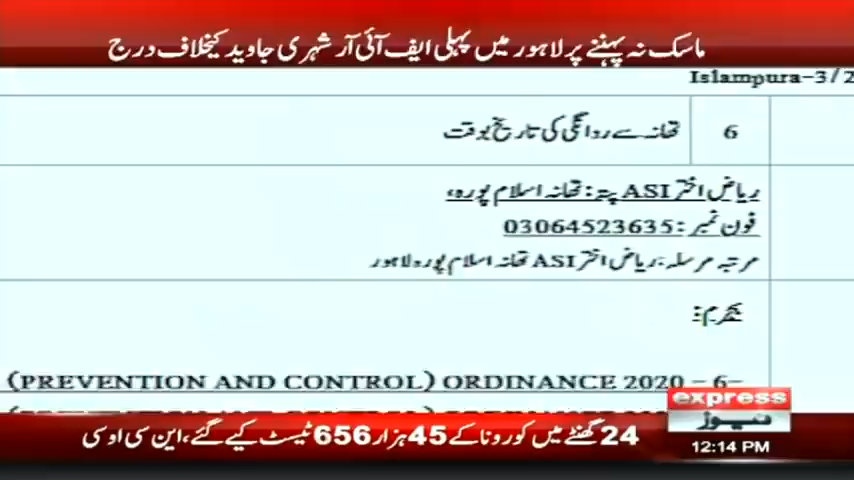 ماسک نہ پہننے پر لاہور میں پہلی ایف آئی آر شہری جاوید کیخلاف درج
Islampura-3/2
6 تھانہ سے روانگی کی تاریخ بوقت
ریاض اختر ASI پتہ: تھانہ اسلام پورہ،
فون نمبر: 03064523635
مرتبہ مرسلہ: ریاض اختر ASI تھانہ اسلام پورہ لاہور
بخدمت:
(PREVENTION AND CONTROL) ORDINANCE 2020 - 6-
express
نیوز
24 گھنٹے میں کورونا کے 45 ہزار 656 ٹیسٹ کیے گئے، این سی او سی
12:14 PM